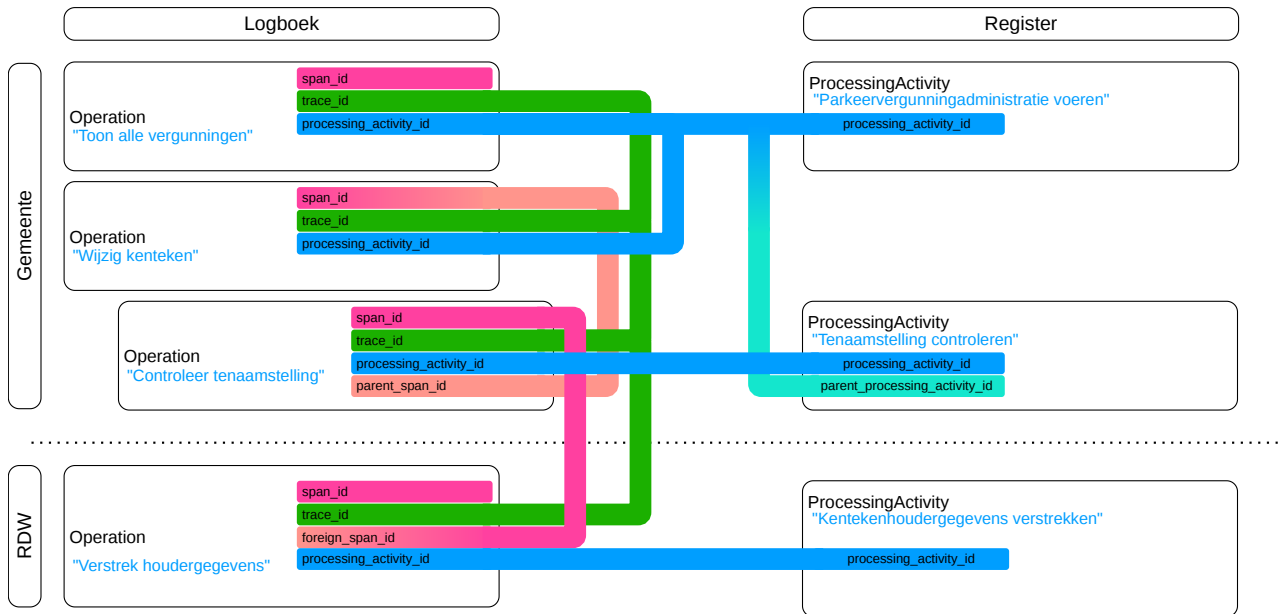 Logboek
Register
Gemeente
Operation
"Toon alle vergunningen"
span_id
trace_id
processing_activity_id
ProcessingActivity
"Parkeervergunningadministratie voeren"
processing_activity_id
Operation
"Wijzig kenteken"
span_id
trace_id
processing_activity_id
Operation
"Controleer tenaamstelling"
span_id
trace_id
processing_activity_id
parent_span_id
ProcessingActivity
"Tenaamstelling controleren"
processing_activity_id
parent_processing_activity_id
RDW
Operation
"Verstrek houdergegevens"
span_id
trace_id
foreign_span_id
processing_activity_id
ProcessingActivity
"Kentekenhoudergegevens verstrekken"
processing_activity_id